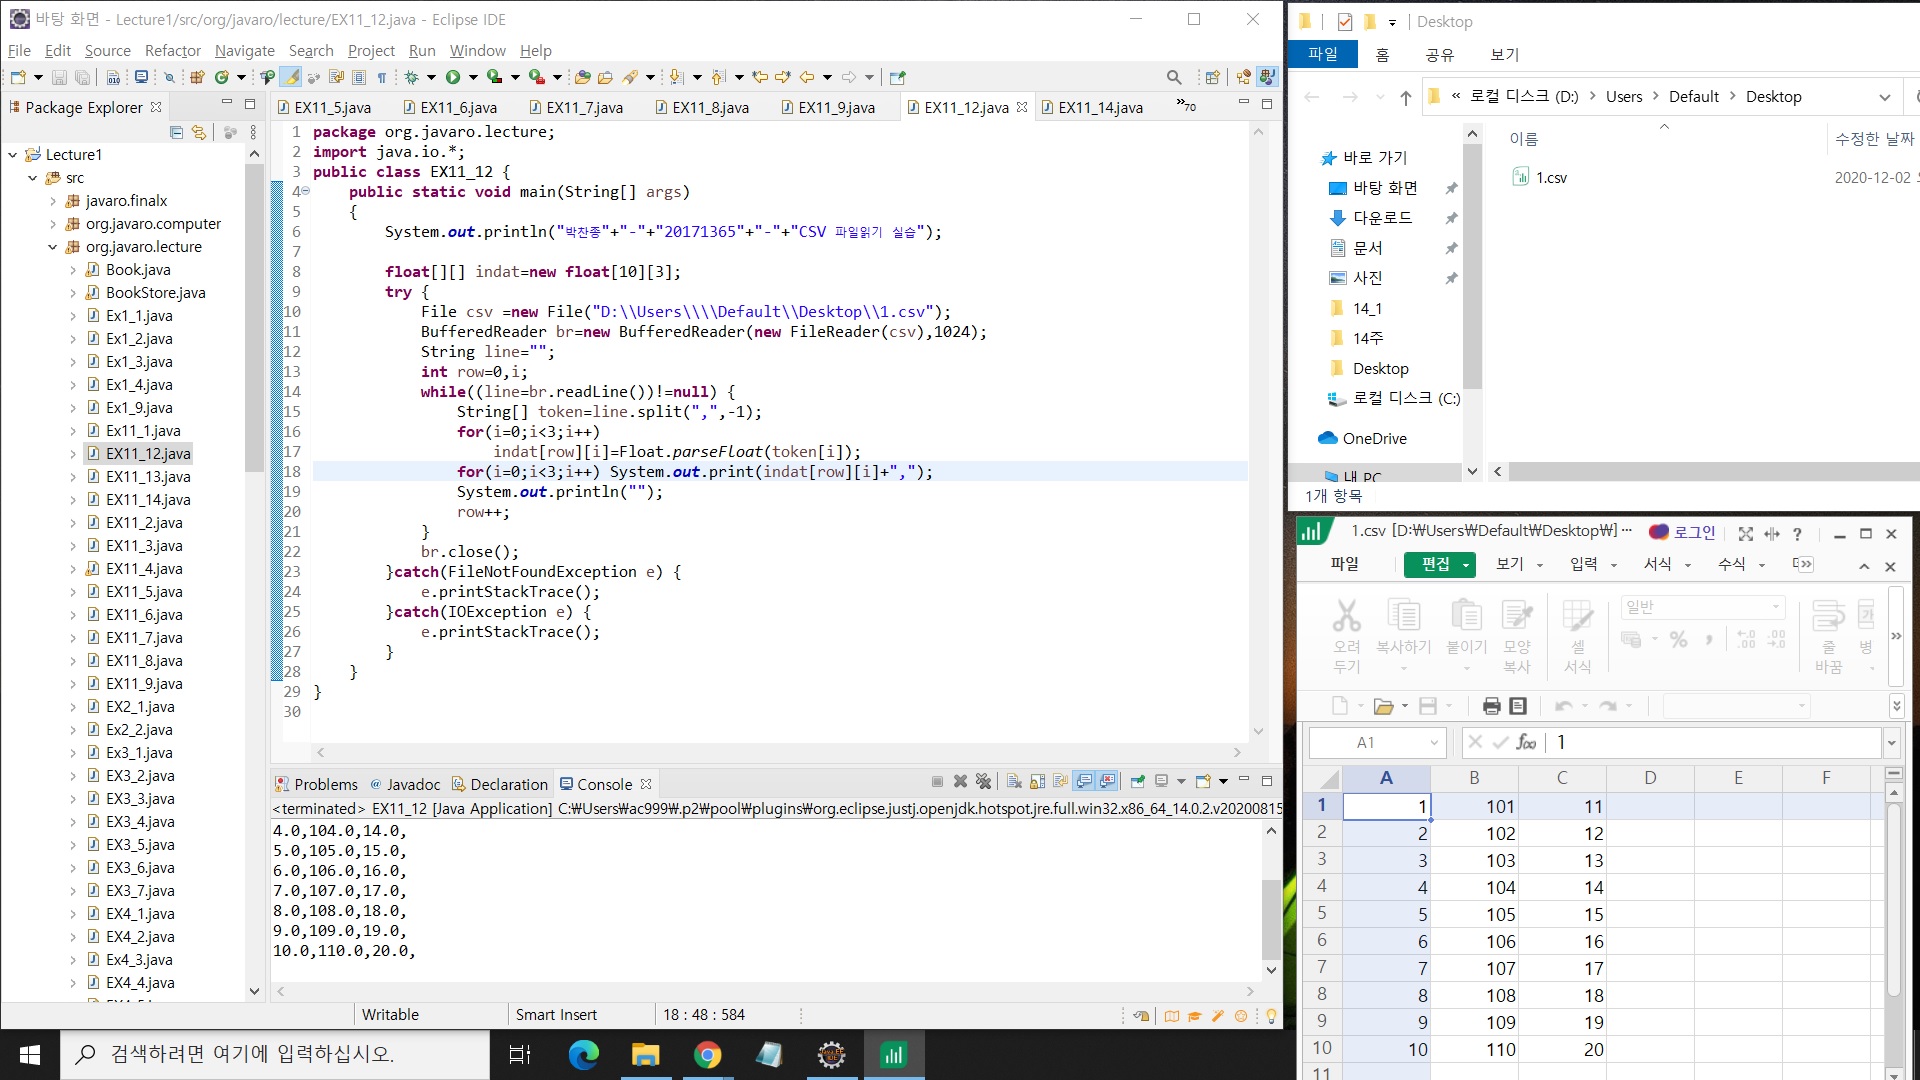 바탕 화면 - Lecture1/src/org/javaro/lecture/EX11_12.java - Eclipse IDE
File Edit Source Refactor Navigate Search Project Run Window Help
Package Explorer
Lecture1
src
javaro.finalx
org.javaro.computer
org.javaro.lecture
Book.java
BookStore.java
Ex1_1.java
Ex1_2.java
Ex1_3.java
Ex1_4.java
Ex1_9.java
Ex11_1.java
EX11_12.java
EX11_13.java
EX11_14.java
EX11_2.java
EX11_3.java
EX11_4.java
EX11_5.java
EX11_6.java
EX11_7.java
EX11_8.java
EX11_9.java
EX2_1.java
Ex2_2.java
Ex3_1.java
EX3_2.java
EX3_3.java
EX3_4.java
EX3_5.java
EX3_6.java
EX3_7.java
EX4_1.java
EX4_2.java
Ex4_3.java
EX4_4.java
EX11_5.java EX11_6.java EX11_7.java EX11_8.java EX11_9.java EX11_12.java EX11_14.java »70
1 package org.javaro.lecture;
2 import java.io.*;
3 public class EX11_12 {
4 public static void main(String[] args)
5 {
6 System.out.println("박찬종"+"-"+"20171365"+"-"+"CSV 파일읽기 실습");
7
8 float[][] indat=new float[10][3];
9 try {
10 File csv =new File("D:\\Users\\\\Default\\Desktop\\1.csv");
11 BufferedReader br=new BufferedReader(new FileReader(csv),1024);
12 String line="";
13 int row=0,i;
14 while((line=br.readLine())!=null) {
15 String[] token=line.split(",",-1);
16 for(i=0;i<3;i++)
17 indat[row][i]=Float.parseFloat(token[i]);
18 for(i=0;i<3;i++) System.out.print(indat[row][i]+",");
19 System.out.println("");
20 row++;
21 }
22 br.close();
23 }catch(FileNotFoundException e) {
24 e.printStackTrace();
25 }catch(IOException e) {
26 e.printStackTrace();
27 }
28 }
29 }
30
Problems Javadoc Declaration Console
<terminated> EX11_12 [Java Application] C:₩Users₩ac999₩.p2₩pool₩plugins₩org.eclipse.justj.openjdk.hotspot.jre.full.win32.x86_64_14.0.2.v20200815
4.0,104.0,14.0,
5.0,105.0,15.0,
6.0,106.0,16.0,
7.0,107.0,17.0,
8.0,108.0,18.0,
9.0,109.0,19.0,
10.0,110.0,20.0,
Writable Smart Insert 18 : 48 : 584
Desktop
파일 홈 공유 보기
« 로컬 디스크 (D:) > Users > Default > Desktop
이름 수정한 날짜
1.csv 2020-12-02
바로 가기
바탕 화면
다운로드
문서
사진
14_1
14주
Desktop
로컬 디스크 (C:)
OneDrive
내 PC
1개 항목
1.csv [D:₩Users₩Default₩Desktop₩] ··· 로그인 ?
파일 편집 보기 입력 서식 수식
오려 두기 복사하기 붙이기 모양 복사 셀 서식 일반 % 줄 바꿈 병
A1 1
A B C D E F
1 1 101 11
2 2 102 12
3 3 103 13
4 4 104 14
5 5 105 15
6 6 106 16
7 7 107 17
8 8 108 18
9 9 109 19
10 10 110 20
11
검색하려면 여기에 입력하십시오.